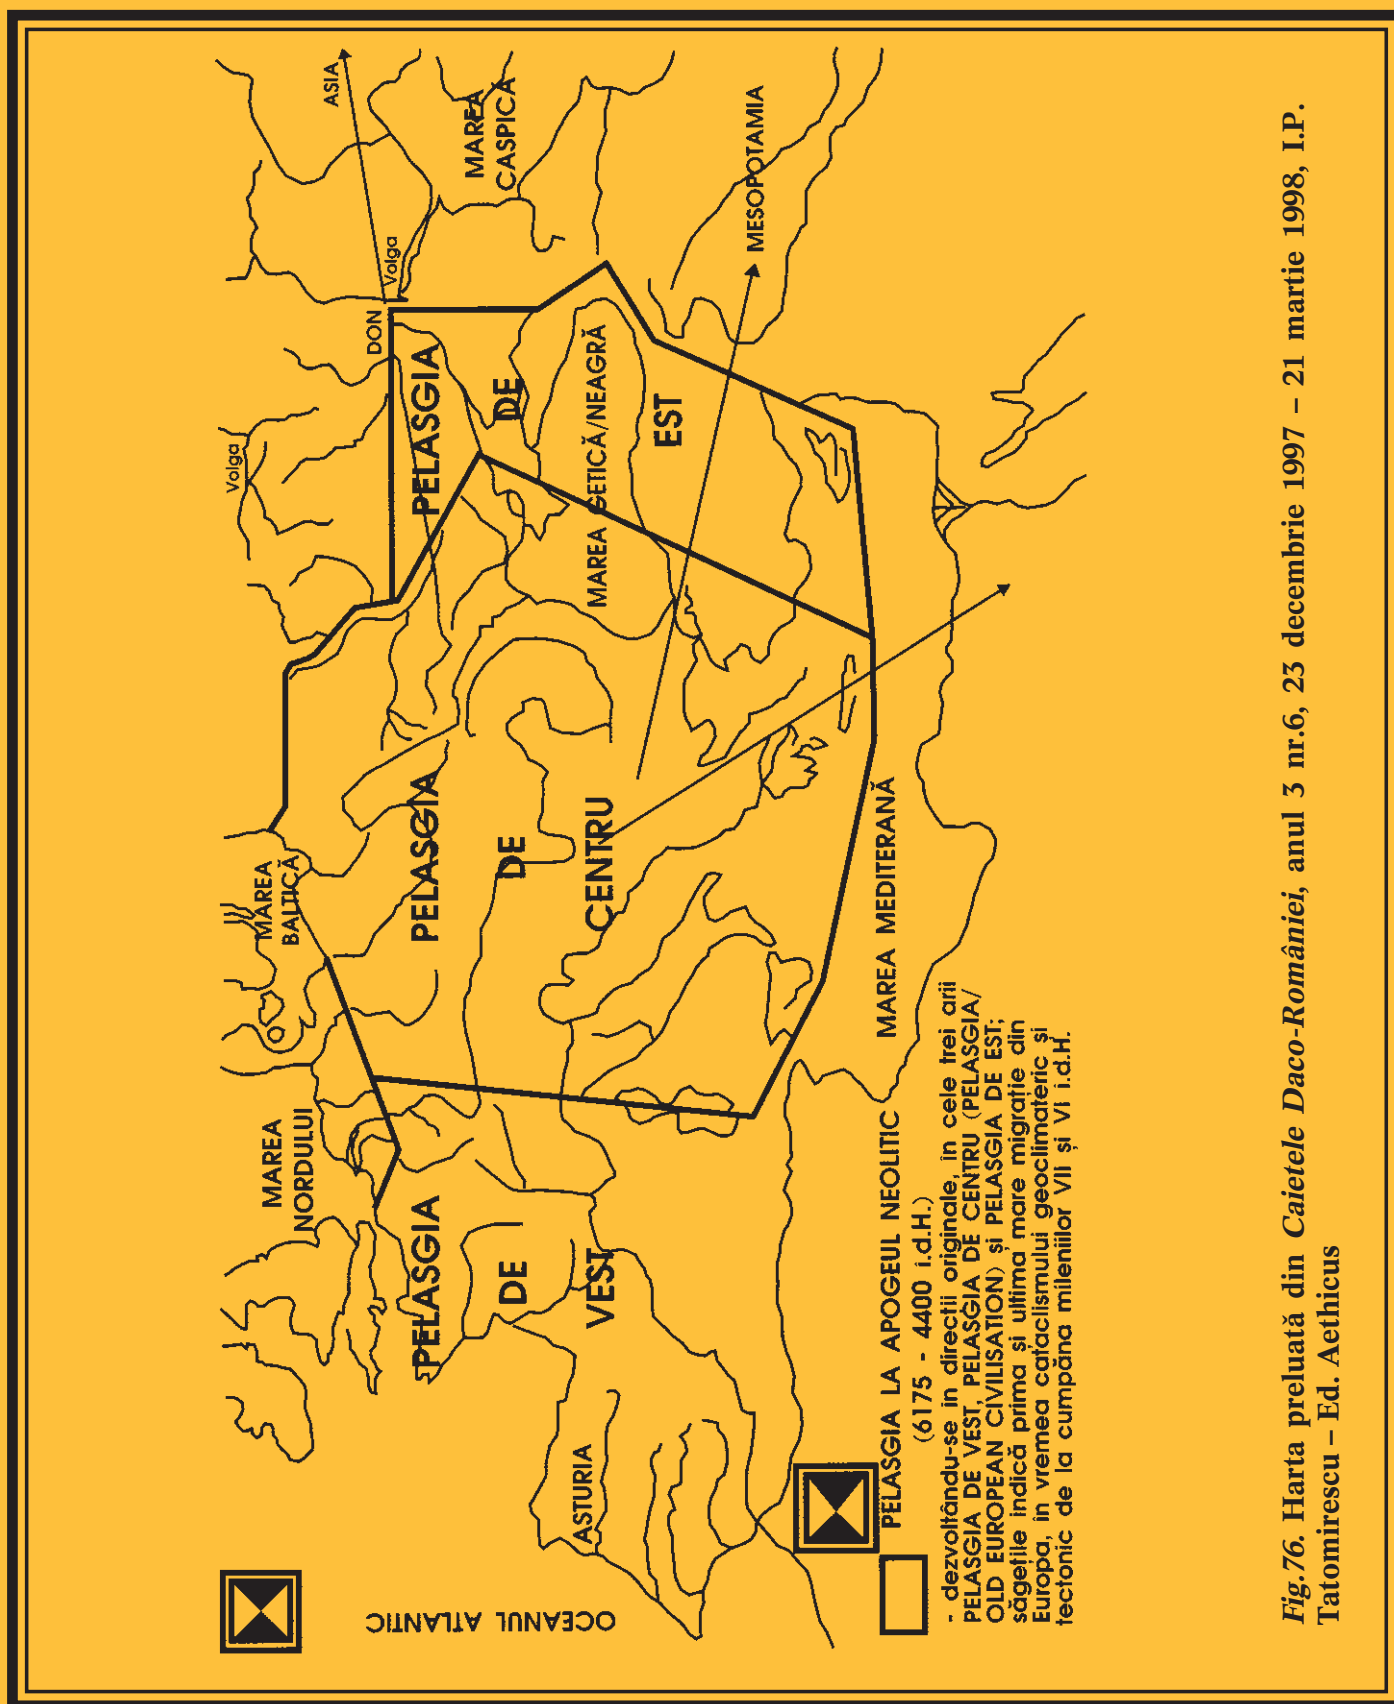 ASIA
Volga
DON
Volga
MAREA
CASPICĂ
MESOPOTAMIA
PELASGIA
DE
EST
MAREA GETICĂ/NEAGRĂ
MAREA
BALTICĂ
PELASGIA
DE
CENTRU
MAREA
NORDULUI
PELASGIA
DE
VEST
ASTURIA
OCEANUL ATLANTIC
MAREA MEDITERANĂ
PELASGIA LA APOGEUL NEOLITIC
(6175 - 4400 i.d.H.)
- dezvoltându-se in directii originale, in cele trei arii
PELASGIA DE VEST, PELASGIA DE CENTRU (PELASGIA/
OLD EUROPEAN CIVILISATION) și PELASGIA DE EST;
săgețile indică prima și ultima mare migrație din
Europa, in vremea cataclismului geoclimateric și
tectonic de la cumpăna mileniilor VII și VI i.d.H.
Fig.76. Harta preluată din Caietele Daco-României, anul 3 nr.6, 23 decembrie 1997 – 21 martie 1998, I.P.
Tatomirescu – Ed. Aethicus